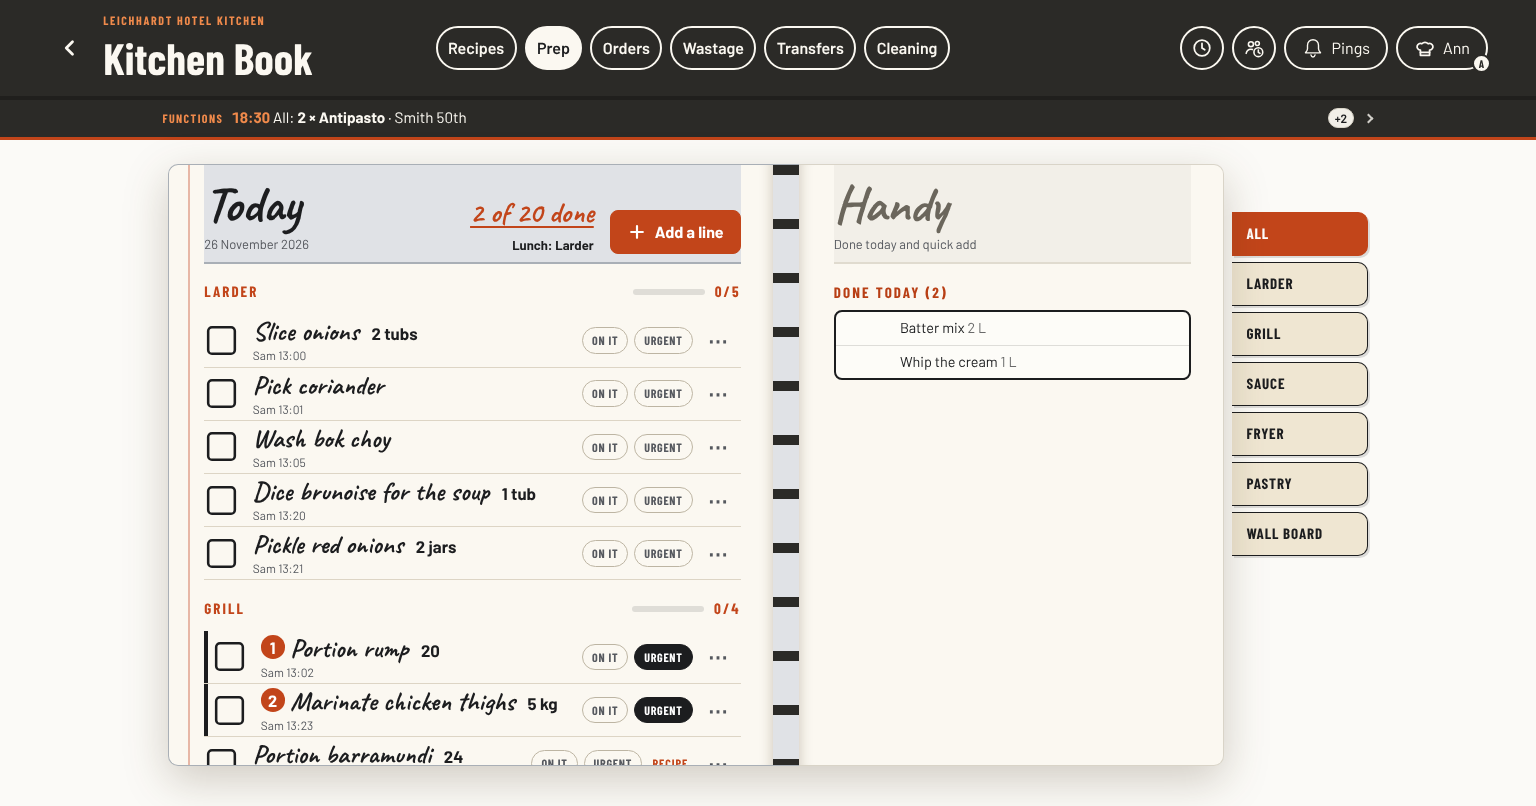 LEICHHARDT HOTEL KITCHEN
Kitchen Book
Recipes
Prep
Orders
Wastage
Transfers
Cleaning
Pings
Ann
A
FUNCTIONS 18:30 All: 2 × Antipasto · Smith 50th
+2
Today
26 November 2026
2 of 20 done
Lunch: Larder
+ Add a line
LARDER 0/5
Slice onions 2 tubs
Sam 13:00
ON IT URGENT ...
Pick coriander
Sam 13:01
ON IT URGENT ...
Wash bok choy
Sam 13:05
ON IT URGENT ...
Dice brunoise for the soup 1 tub
Sam 13:20
ON IT URGENT ...
Pickle red onions 2 jars
Sam 13:21
ON IT URGENT ...
GRILL 0/4
1 Portion rump 20
Sam 13:02
ON IT URGENT ...
2 Marinate chicken thighs 5 kg
Sam 13:23
ON IT URGENT ...
Portion barramundi 24
ON IT URGENT RECIPE ...
Handy
Done today and quick add
DONE TODAY (2)
Batter mix 2 L
Whip the cream 1 L
ALL
LARDER
GRILL
SAUCE
FRYER
PASTRY
WALL BOARD